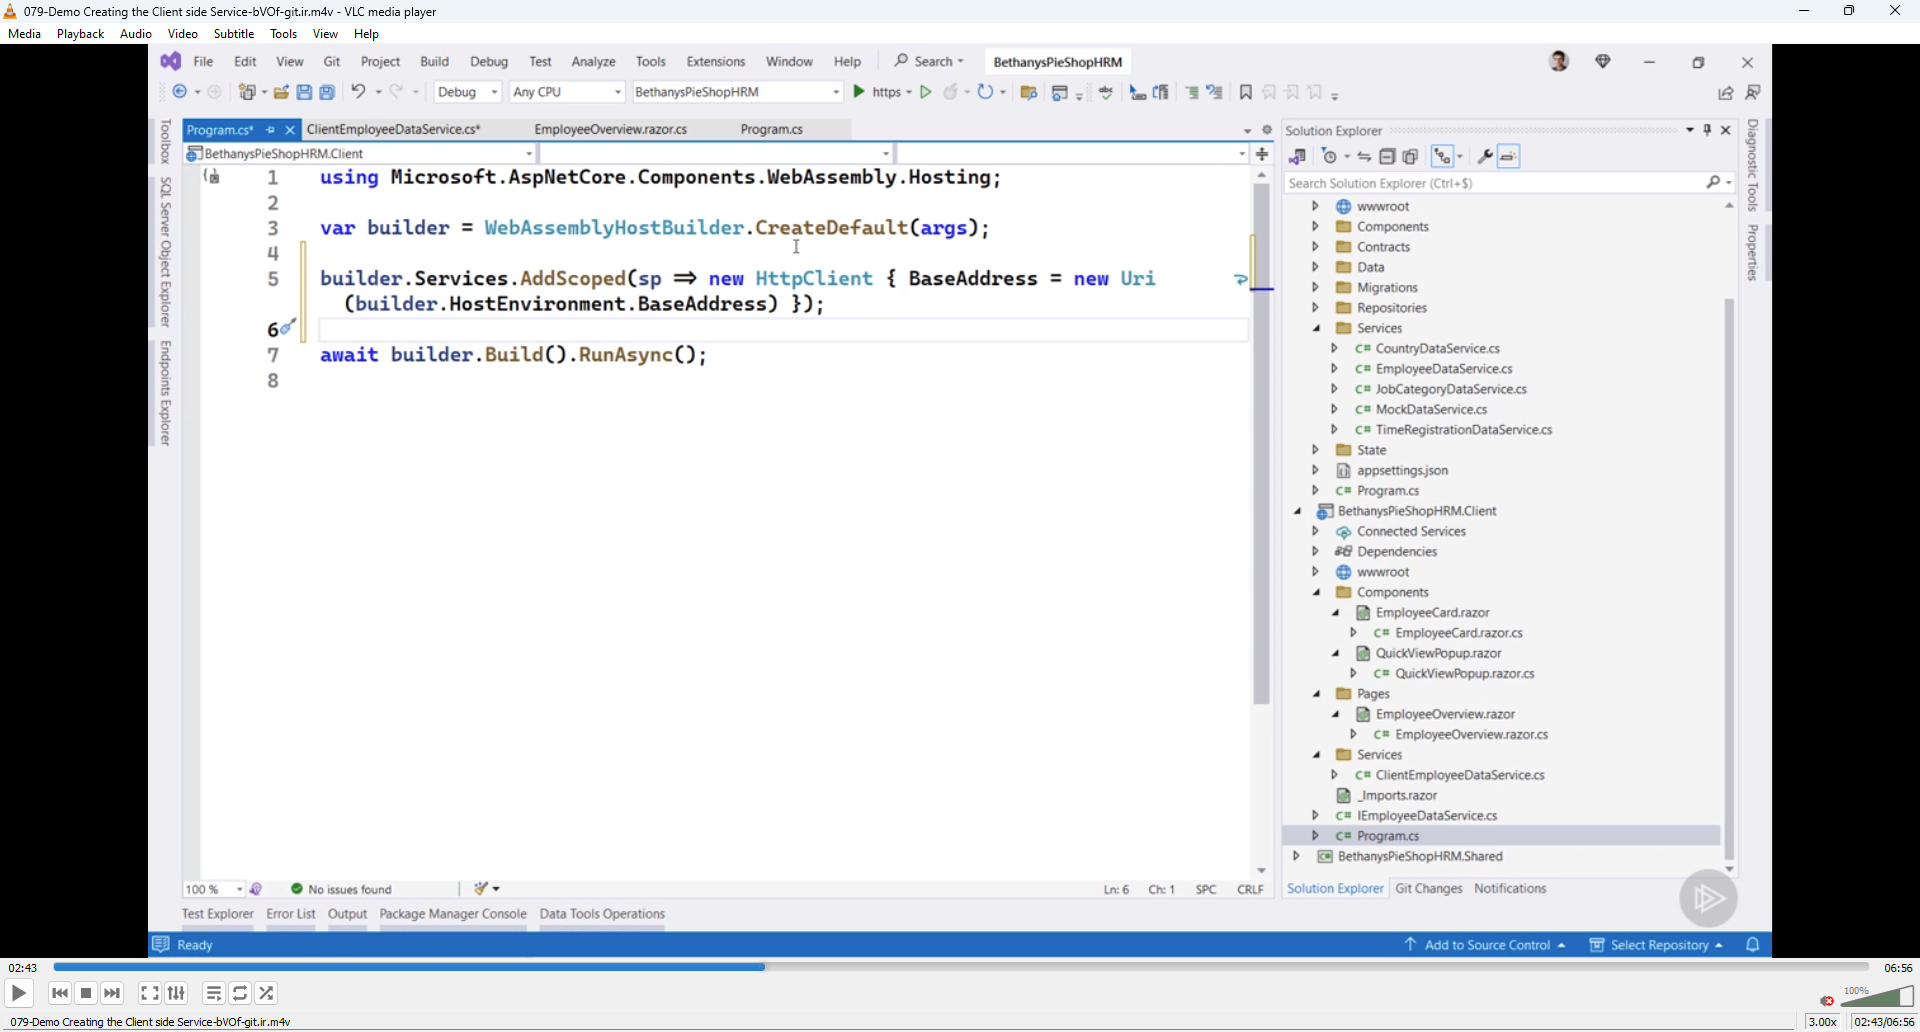 079-Demo Creating the Client side Service-bVOf-git.ir.m4v - VLC media player
Media Playback Audio Video Subtitle Tools View Help
File Edit View Git Project Build Debug Test Analyze Tools Extensions Window Help Search BethanysPieShopHRM
Debug Any CPU BethanysPieShopHRM https
Program.cs* ClientEmployeeDataService.cs* EmployeeOverview.razor.cs Program.cs
BethanysPieShopHRM.Client
Toolbox
SQL Server Object Explorer
Endpoints Explorer
1 using Microsoft.AspNetCore.Components.WebAssembly.Hosting;
2
3 var builder = WebAssemblyHostBuilder.CreateDefault(args);
4
5 builder.Services.AddScoped(sp => new HttpClient { BaseAddress = new Uri
(builder.HostEnvironment.BaseAddress) });
6
7 await builder.Build().RunAsync();
8
100 % No issues found Ln: 6 Ch: 1 SPC CRLF
Solution Explorer
Search Solution Explorer (Ctrl+$)
wwwroot
Components
Contracts
Data
Migrations
Repositories
Services
C# CountryDataService.cs
C# EmployeeDataService.cs
C# JobCategoryDataService.cs
C# MockDataService.cs
C# TimeRegistrationDataService.cs
State
appsettings.json
C# Program.cs
BethanysPieShopHRM.Client
Connected Services
Dependencies
wwwroot
Components
EmployeeCard.razor
C# EmployeeCard.razor.cs
QuickViewPopup.razor
C# QuickViewPopup.razor.cs
Pages
EmployeeOverview.razor
C# EmployeeOverview.razor.cs
Services
C# ClientEmployeeDataService.cs
_Imports.razor
C# IEmployeeDataService.cs
C# Program.cs
C# BethanysPieShopHRM.Shared
Solution Explorer Git Changes Notifications
Diagnostic Tools
Properties
Test Explorer Error List Output Package Manager Console Data Tools Operations
Ready Add to Source Control Select Repository
02:43 06:56
100%
079-Demo Creating the Client side Service-bVOf-git.ir.m4v 3.00x 02:43/06:56